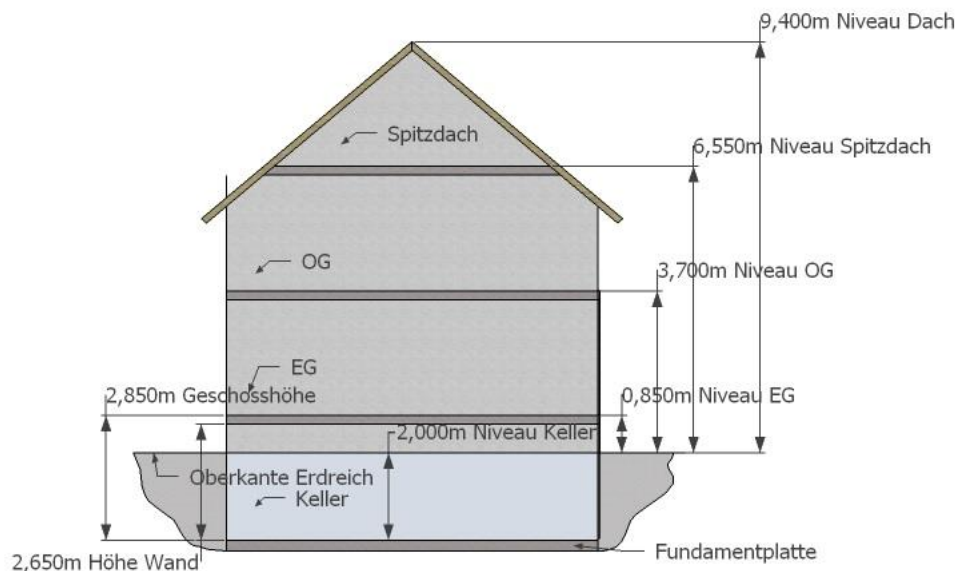 9,400m Niveau Dach
Spitzdach
6,550m Niveau Spitzdach
OG
3,700m Niveau OG
EG
2,850m Geschosshöhe
0,850m Niveau EG
-2,000m Niveau Keller
Oberkante Erdreich
Keller
2,650m Höhe Wand
Fundamentplatte